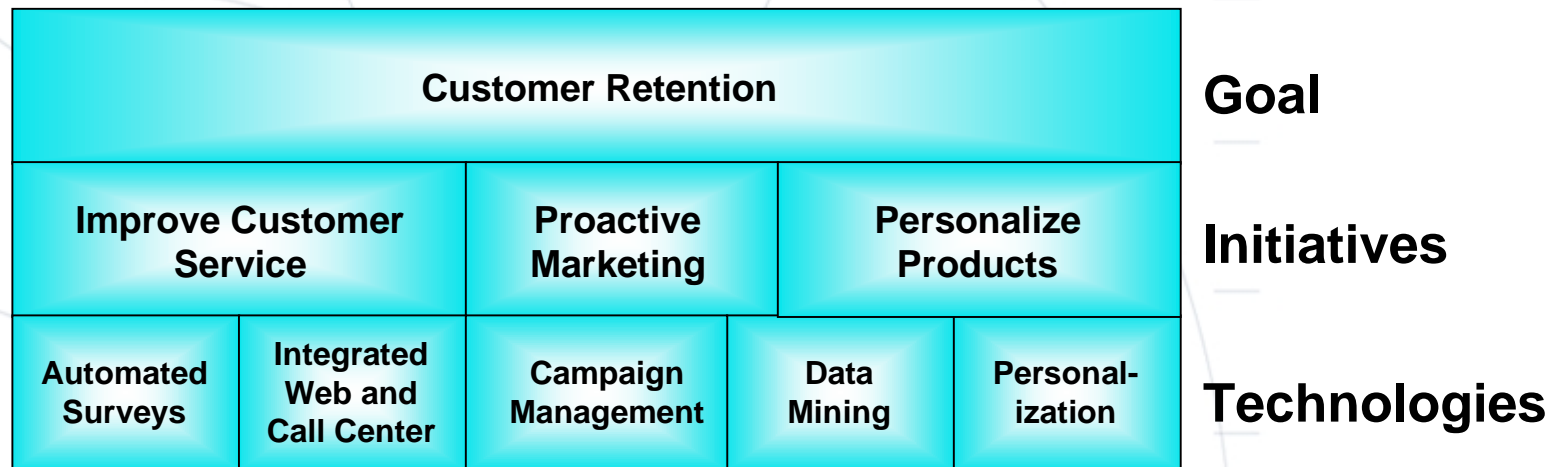 Customer Retention
Goal
Improve Customer
Service
Proactive
Marketing
Personalize
Products
Initiatives
Automated
Surveys
Integrated
Web and
Call Center
Campaign
Management
Data
Mining
Personal-
ization
Technologies